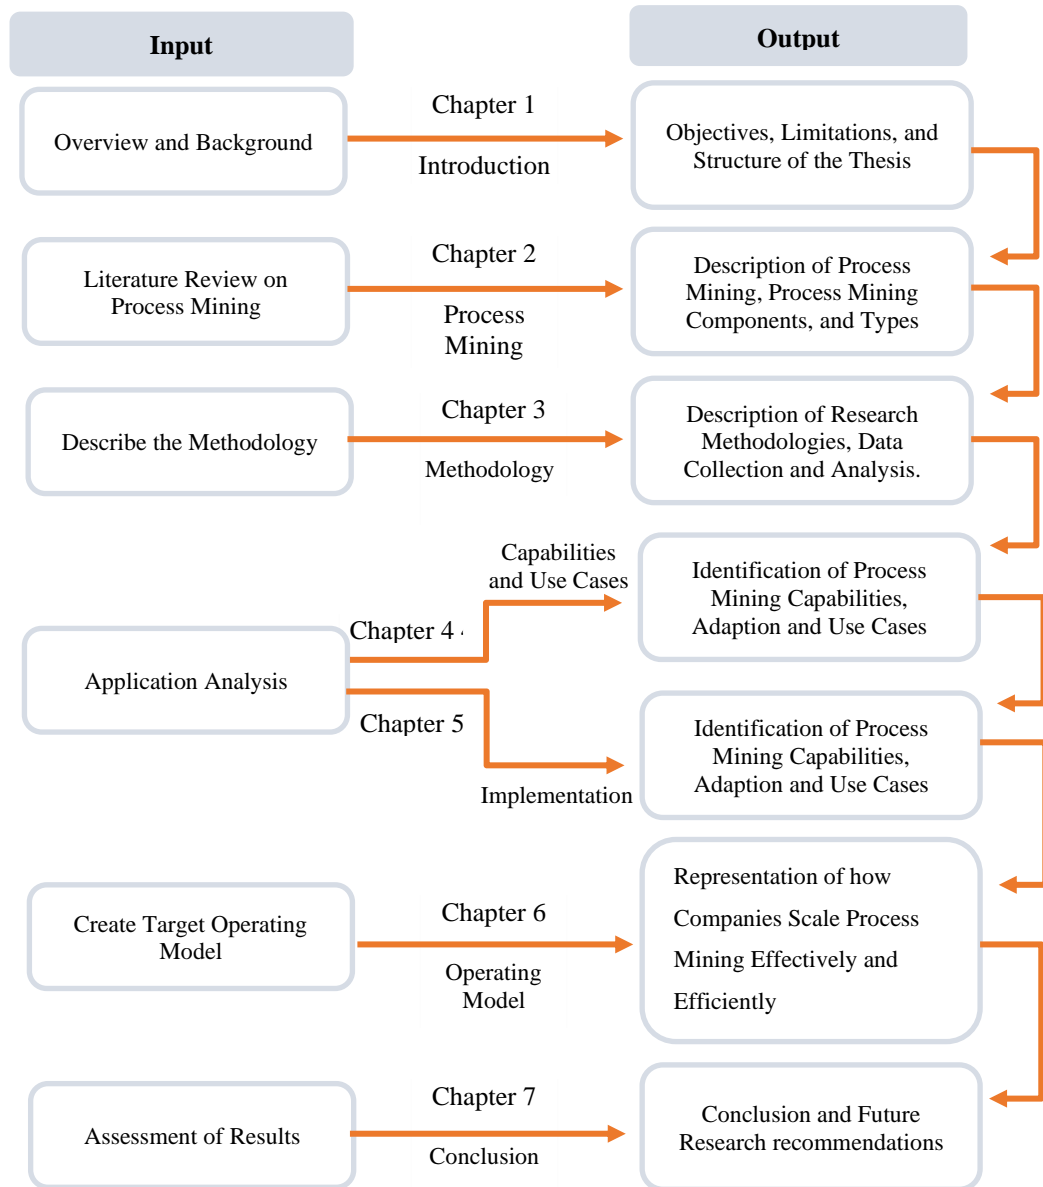 Input
Output
Overview and Background
Chapter 1
Introduction
Objectives, Limitations, and
Structure of the Thesis
Literature Review on
Process Mining
Chapter 2
Process
Mining
Description of Process
Mining, Process Mining
Components, and Types
Describe the Methodology
Chapter 3
Methodology
Description of Research
Methodologies, Data
Collection and Analysis.
Application Analysis
Chapter 4
Capabilities
and Use Cases
Identification of Process
Mining Capabilities,
Adaption and Use Cases
Chapter 5
Implementation
Identification of Process
Mining Capabilities,
Adaption and Use Cases
Create Target Operating
Model
Chapter 6
Operating
Model
Representation of how
Companies Scale Process
Mining Effectively and
Efficiently
Assessment of Results
Chapter 7
Conclusion
Conclusion and Future
Research recommendations